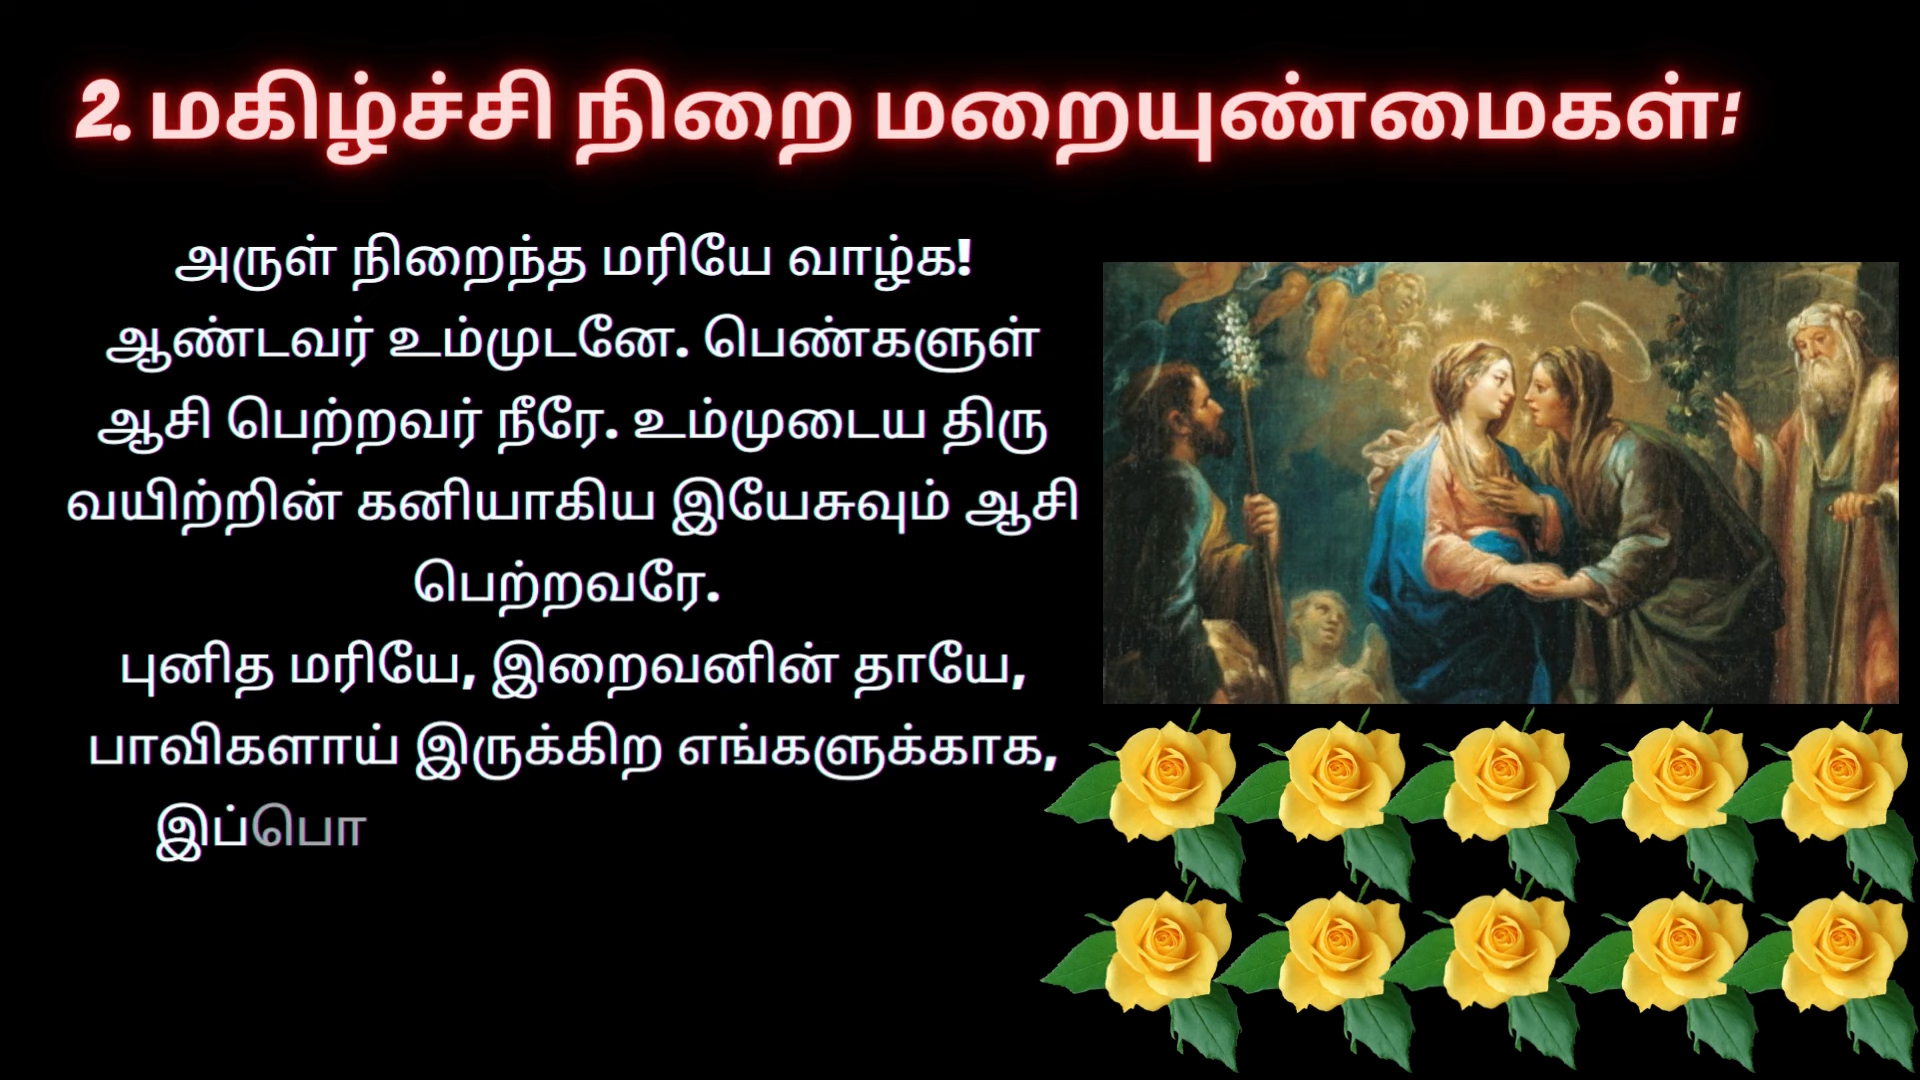 2. மகிழ்ச்சி நிறை மறையுண்மைகள்:
அருள் நிறைந்த மரியே வாழ்க!
ஆண்டவர் உம்முடனே. பெண்களுள்
ஆசி பெற்றவர் நீரே. உம்முடைய திரு
வயிற்றின் கனியாகிய இயேசுவும் ஆசி
பெற்றவரே.
புனித மரியே, இறைவனின் தாயே,
பாவிகளாய் இருக்கிற எங்களுக்காக,
இப்பொ